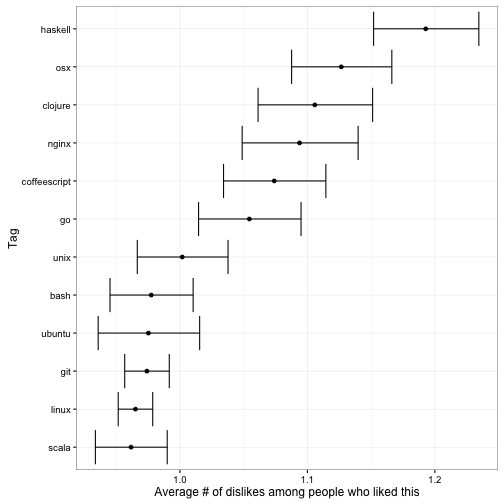 haskell
osx
clojure
nginx
coffeescript
go
unix
bash
ubuntu
git
linux
scala
Tag
1.0 1.1 1.2
Average # of dislikes among people who liked this